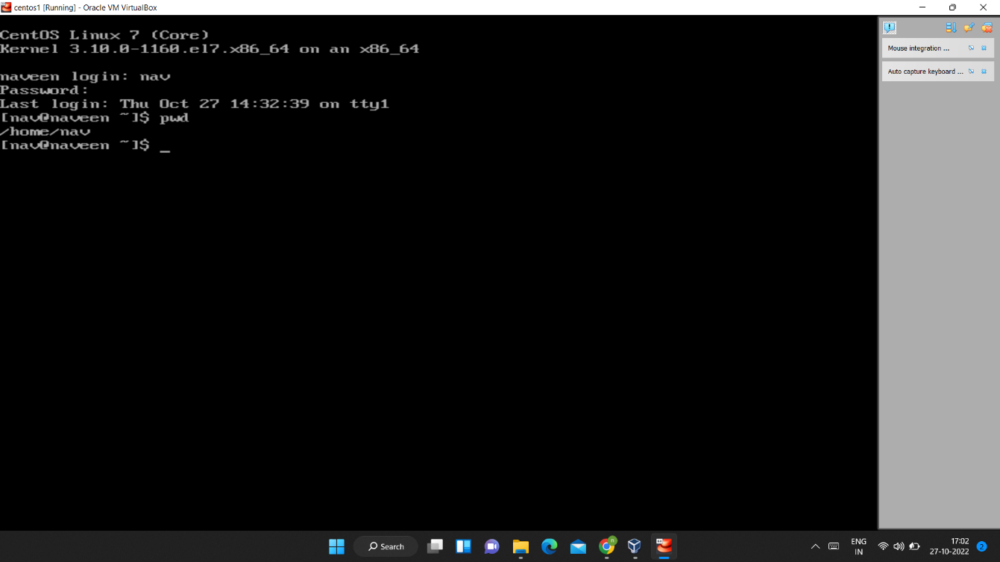 centos1 [Running] - Oracle VM VirtualBox
CentOS Linux 7 (Core)
Kernel 3.10.0-1160.el7.x86_64 on an x86_64
naveen login: nav
Password:
Last login: Thu Oct 27 14:32:39 on tty1
[nav@naveen ~]$ pwd
/home/nav
[nav@naveen ~]$ _
Mouse integration ...
Auto capture keyboard ...
Search
n
ENG
IN
17:02
27-10-2022
2